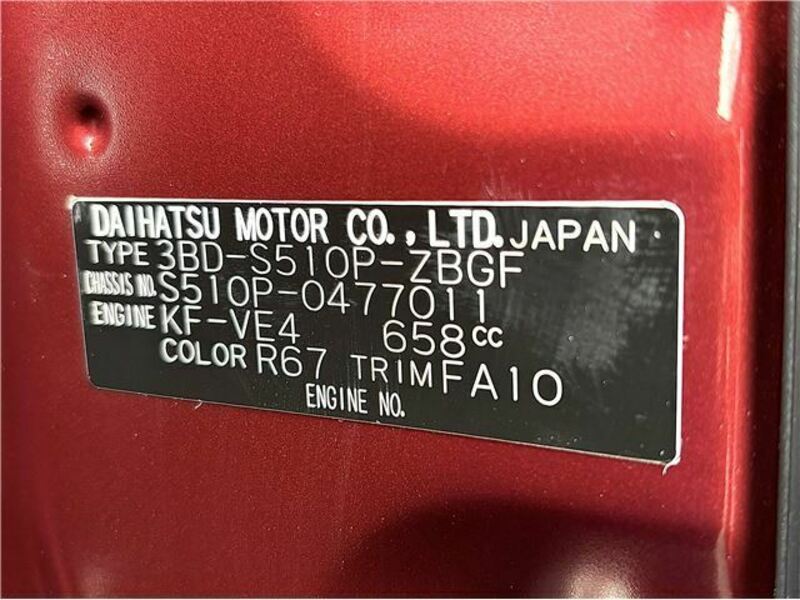 DAIHATSU MOTOR CO., LTD. JAPAN
TYPE 3BD-S510P-ZBGF
CHASSIS NO. S510P-0477011
ENGINE KF-VE4 658cc
COLOR R67 TRIM FA10
ENGINE NO.